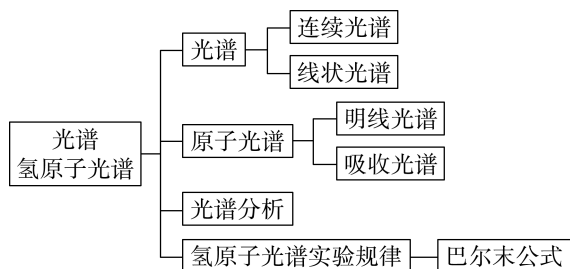 光谱
氢原子光谱
光谱
连续光谱
线状光谱
原子光谱
明线光谱
吸收光谱
光谱分析
氢原子光谱实验规律
巴尔末公式